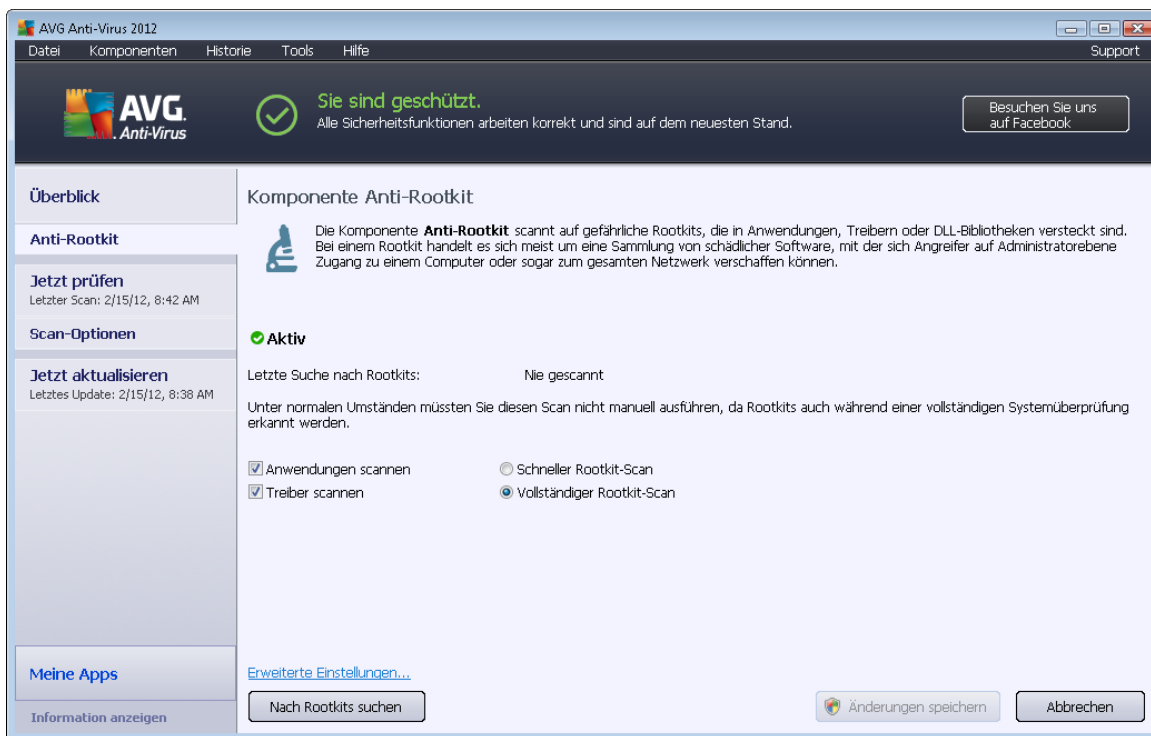 AVG Anti-Virus 2012
Datei Komponenten Historie Tools Hilfe Support
AVG.
Anti-Virus
Sie sind geschützt.
Alle Sicherheitsfunktionen arbeiten korrekt und sind auf dem neuesten Stand.
Besuchen Sie uns
auf Facebook
Überblick
Anti-Rootkit
Jetzt prüfen
Letzter Scan: 2/15/12, 8:42 AM
Scan-Optionen
Jetzt aktualisieren
Letztes Update: 2/15/12, 8:38 AM
Meine Apps
Information anzeigen
Komponente Anti-Rootkit
Die Komponente Anti-Rootkit scannt auf gefährliche Rootkits, die in Anwendungen, Treibern oder DLL-Bibliotheken versteckt sind.
Bei einem Rootkit handelt es sich meist um eine Sammlung von schädlicher Software, mit der sich Angreifer auf Administratorebene
Zugang zu einem Computer oder sogar zum gesamten Netzwerk verschaffen können.
Aktiv
Letzte Suche nach Rootkits: Nie gescannt
Unter normalen Umständen müssten Sie diesen Scan nicht manuell ausführen, da Rootkits auch während einer vollständigen Systemüberprüfung
erkannt werden.
Anwendungen scannen Schneller Rootkit-Scan
Treiber scannen Vollständiger Rootkit-Scan
Erweiterte Einstellungen...
Nach Rootkits suchen Änderungen speichern Abbrechen